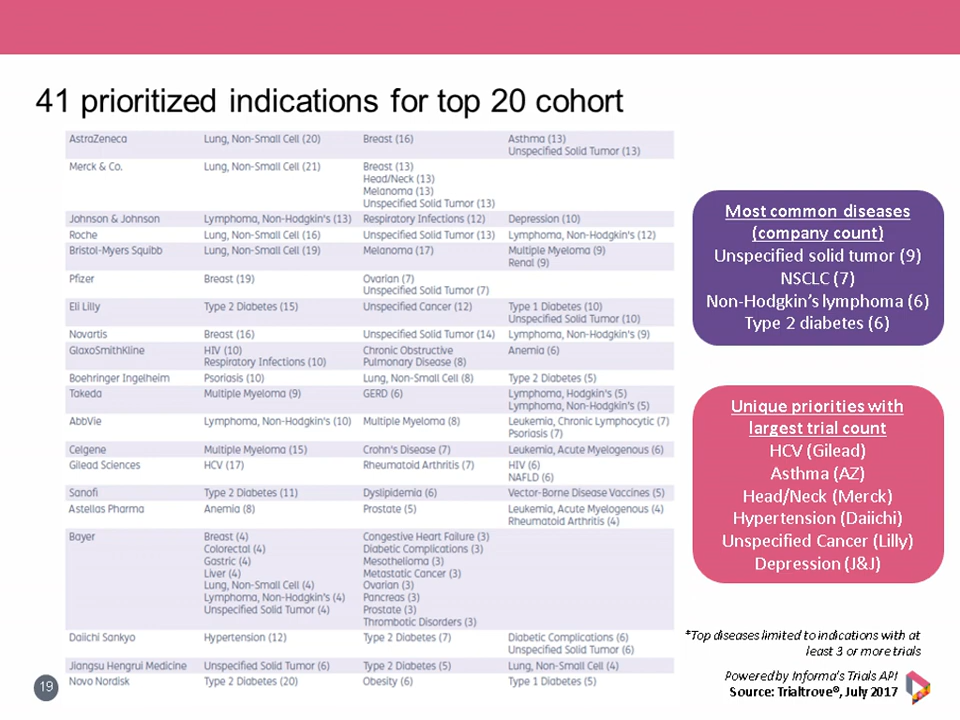 41 prioritized indications for top 20 cohort
AstraZeneca Lung, Non-Small Cell (20) Breast (16) Asthma (13)
Unspecified Solid Tumor (13)
Merck & Co. Lung, Non-Small Cell (21) Breast (13)
Head/Neck (13)
Melanoma (13)
Unspecified Solid Tumor (13)
Johnson & Johnson Lymphoma, Non-Hodgkin's (13) Respiratory Infections (12) Depression (10)
Roche Lung, Non-Small Cell (16) Unspecified Solid Tumor (13) Lymphoma, Non-Hodgkin's (12)
Bristol-Myers Squibb Lung, Non-Small Cell (19) Melanoma (17) Multiple Myeloma (9)
Renal (9)
Pfizer Breast (19) Ovarian (7)
Unspecified Solid Tumor (7)
Eli Lilly Type 2 Diabetes (15) Unspecified Cancer (12) Type 1 Diabetes (10)
Unspecified Solid Tumor (10)
Novartis Breast (16) Unspecified Solid Tumor (14) Lymphoma, Non-Hodgkin's (9)
GlaxoSmithKline HIV (10) Chronic Obstructive Anemia (6)
Respiratory Infections (10) Pulmonary Disease (8)
Boehringer Ingelheim Psoriasis (10) Lung, Non-Small Cell (8) Type 2 Diabetes (5)
Takeda Multiple Myeloma (9) GERD (6) Lymphoma, Hodgkin's (5)
Lymphoma, Non-Hodgkin's (5)
AbbVie Lymphoma, Non-Hodgkin's (10) Multiple Myeloma (8) Leukemia, Chronic Lymphocytic (7)
Psoriasis (7)
Celgene Multiple Myeloma (15) Crohn's Disease (7) Leukemia, Acute Myelogenous (6)
Gilead Sciences HCV (17) Rheumatoid Arthritis (7) HIV (6)
NAFLD (6)
Sanofi Type 2 Diabetes (11) Dyslipidemia (6) Vector-Borne Disease Vaccines (5)
Astellas Pharma Anemia (8) Prostate (5) Leukemia, Acute Myelogenous (4)
Rheumatoid Arthritis (4)
Bayer Breast (4) Congestive Heart Failure (3)
Colorectal (4) Diabetic Complications (3)
Gastric (4) Mesothelioma (3)
Liver (4) Metastatic Cancer (3)
Lung, Non-Small Cell (4) Ovarian (3)
Lymphoma, Non-Hodgkin's (4) Pancreas (3)
Unspecified Solid Tumor (4) Prostate (3)
Thrombotic Disorders (3)
Daiichi Sankyo Hypertension (12) Type 2 Diabetes (7) Diabetic Complications (6)
Unspecified Solid Tumor (6)
Jiangsu Hengrui Medicine Unspecified Solid Tumor (6) Type 2 Diabetes (5) Lung, Non-Small Cell (4)
Novo Nordisk Type 2 Diabetes (20) Obesity (6) Type 1 Diabetes (5)
Most common diseases
(company count)
Unspecified solid tumor (9)
NSCLC (7)
Non-Hodgkin's lymphoma (6)
Type 2 diabetes (6)
Unique priorities with
largest trial count
HCV (Gilead)
Asthma (AZ)
Head/Neck (Merck)
Hypertension (Daiichi)
Unspecified Cancer (Lilly)
Depression (J&J)
*Top diseases limited to indications with at
least 3 or more trials
Powered by Informa's Trials API
Source: Trialtrove®, July 2017
19